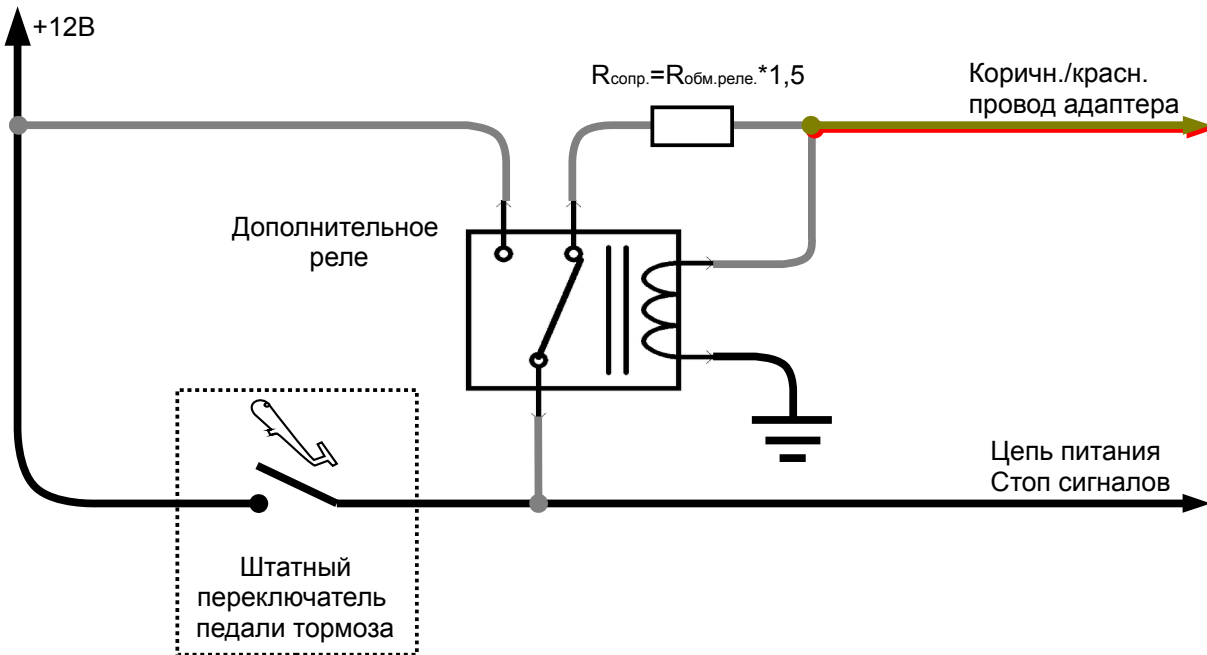 +12В
Rсопр.=Rобм.реле.*1,5
Коричн./красн.
провод адаптера
Дополнительное
реле
Цепь питания
Стоп сигналов
Штатный
переключатель
педали тормоза